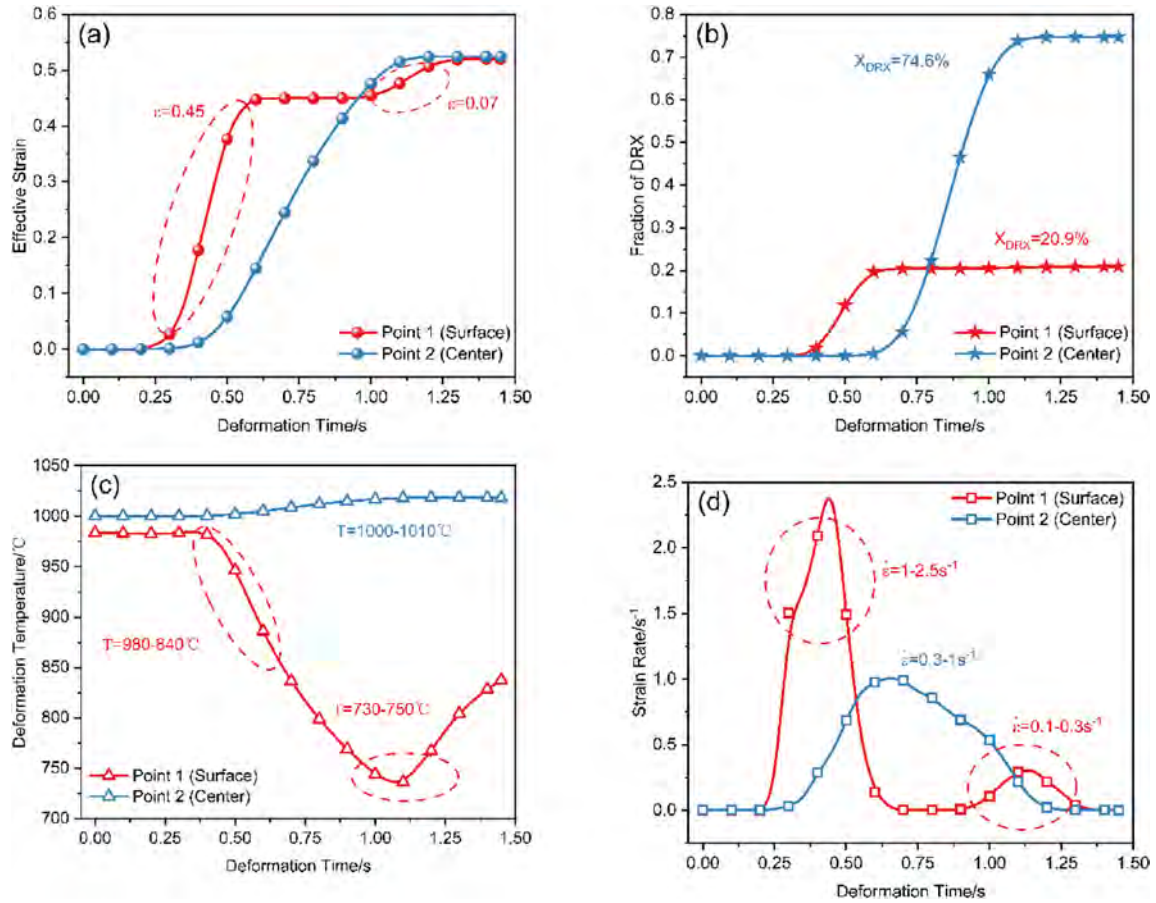 (a)
ε=0.45
ε=0.07
Point 1 (Surface)
Point 2 (Center)
Effective Strain
0.6
0.5
0.4
0.3
0.2
0.1
0.0
0.00 0.25 0.50 0.75 1.00 1.25 1.50
Deformation Time/s
(b)
X_DRX=74.6%
X_DRX=20.9%
Point 1 (Surface)
Point 2 (Center)
Fraction of DRX
0.8
0.7
0.6
0.5
0.4
0.3
0.2
0.1
0.0
0.00 0.25 0.50 0.75 1.00 1.25 1.50
Deformation Time/s
(c)
T=1000-1010℃
T=980-840℃
T=730-750℃
Point 1 (Surface)
Point 2 (Center)
Deformation Temperature/℃
1050
1000
950
900
850
800
750
700
0.00 0.25 0.50 0.75 1.00 1.25 1.50
Deformation Time/s
(d)
Point 1 (Surface)
Point 2 (Center)
ε̇=1-2.5s⁻¹
ε̇=0.3-1s⁻¹
ε̇=0.1-0.3s⁻¹
Strain Rate/s⁻¹
2.5
2.0
1.5
1.0
0.5
0.0
0.00 0.25 0.50 0.75 1.00 1.25 1.50
Deformation Time/s